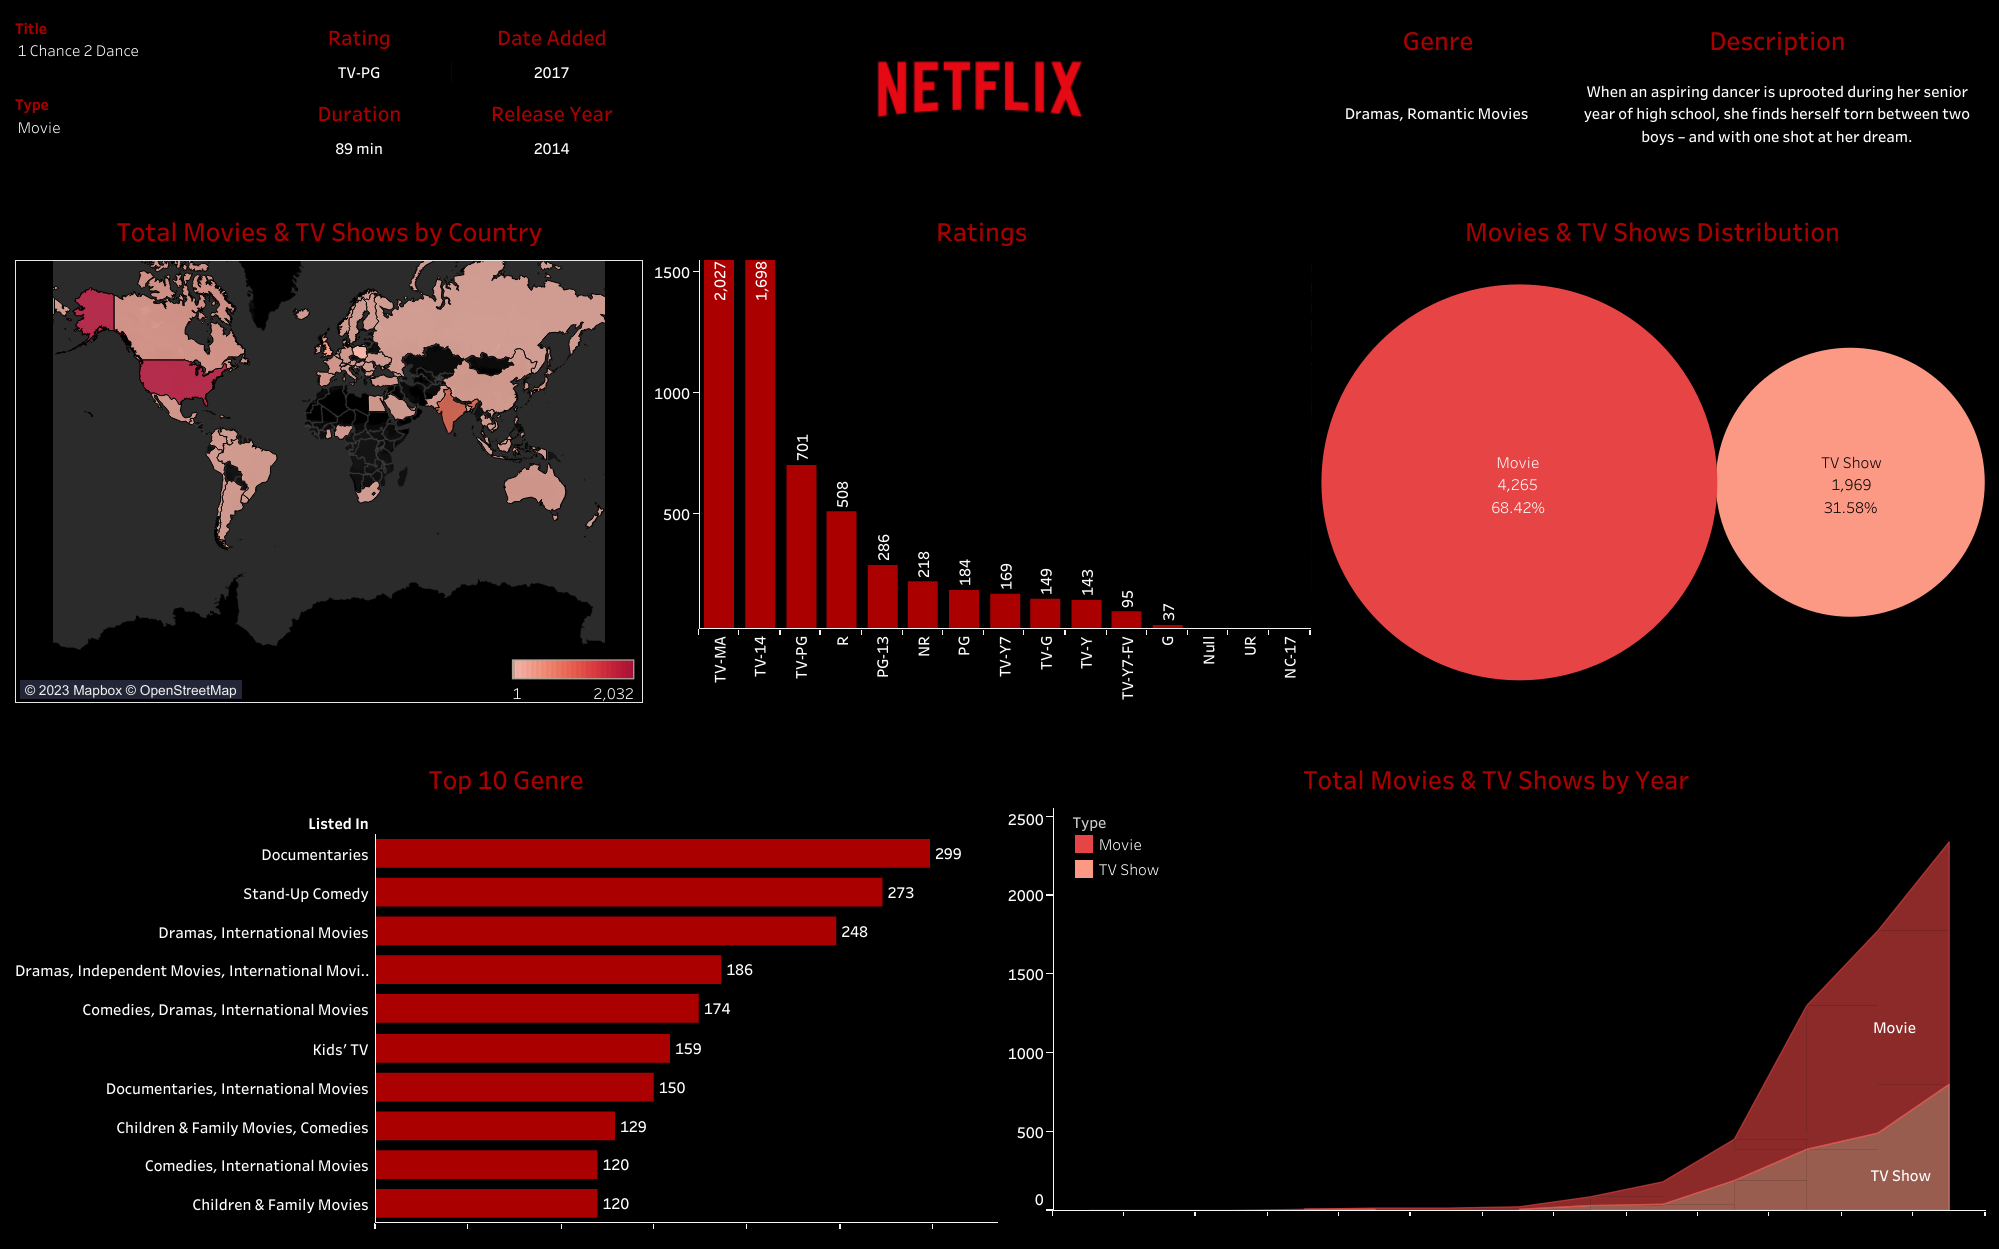 Title
1 Chance 2 Dance
Type
Movie
Rating
TV-PG
Date Added
2017
Duration
89 min
Release Year
2014
NETFLIX
Genre
Dramas, Romantic Movies
Description
When an aspiring dancer is uprooted during her senior
year of high school, she finds herself torn between two
boys – and with one shot at her dream.
Total Movies & TV Shows by Country
© 2023 Mapbox © OpenStreetMap
1
2,032
Ratings
1500
1000
500
2,027
1,698
701
508
286
218
184
169
149
143
95
37
TV-MA
TV-14
TV-PG
R
PG-13
NR
PG
TV-Y7
TV-G
TV-Y
TV-Y7-FV
G
Null
UR
NC-17
Movies & TV Shows Distribution
Movie
4,265
68.42%
TV Show
1,969
31.58%
Top 10 Genre
Listed In
Documentaries 299
Stand-Up Comedy 273
Dramas, International Movies 248
Dramas, Independent Movies, International Movi.. 186
Comedies, Dramas, International Movies 174
Kids’ TV 159
Documentaries, International Movies 150
Children & Family Movies, Comedies 129
Comedies, International Movies 120
Children & Family Movies 120
Total Movies & TV Shows by Year
2500
2000
1500
1000
500
0
Type
Movie
TV Show
Movie
TV Show